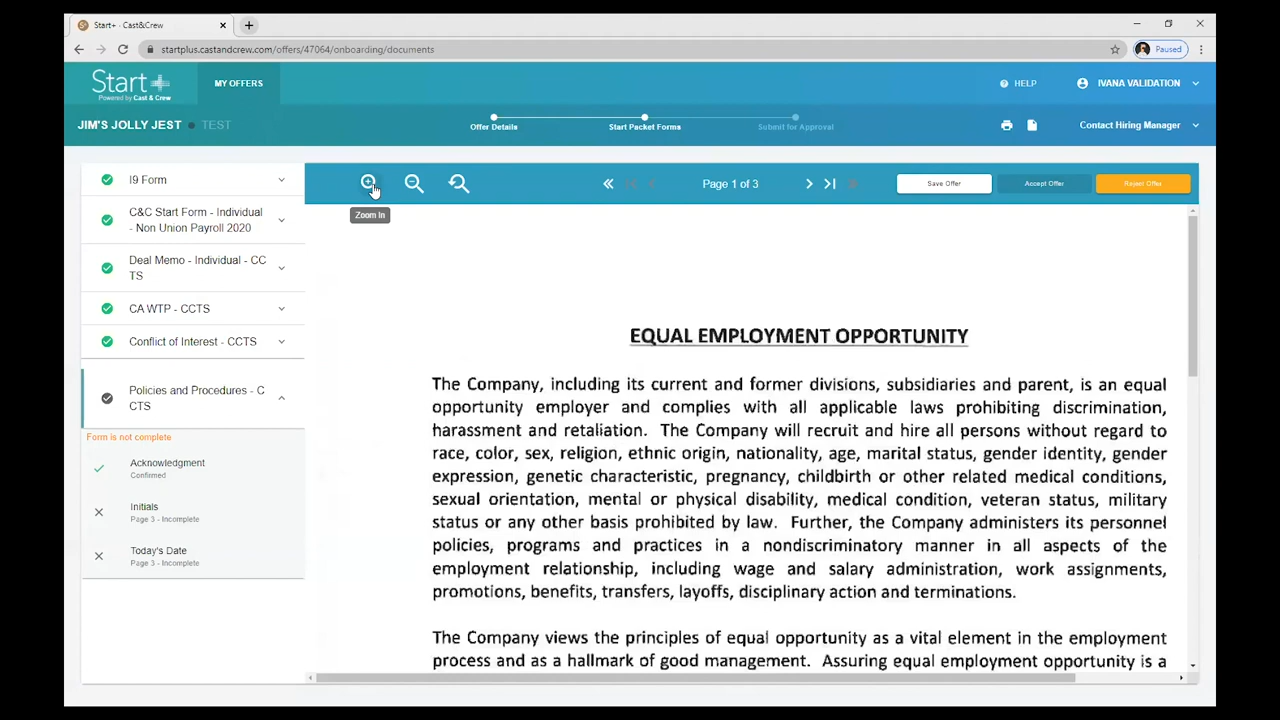 Start+ - Cast&Crew
startplus.castandcrew.com/offers/47064/onboarding/documents
Paused
Start+
Powered by Cast & Crew
MY OFFERS
HELP
IVANA VALIDATION
JIM'S JOLLY JEST
TEST
Offer Details
Start Packet Forms
Submit for Approval
Contact Hiring Manager
I9 Form
C&C Start Form - Individual
- Non Union Payroll 2020
Deal Memo - Individual - CC
TS
CA WTP - CCTS
Conflict of Interest - CCTS
Policies and Procedures - C
CTS
Form is not complete
Acknowledgment
Confirmed
Initials
Page 3 - Incomplete
Today's Date
Page 3 - Incomplete
Zoom In
Page 1 of 3
Save Offer
Accept Offer
Reject Offer
EQUAL EMPLOYMENT OPPORTUNITY
The Company, including its current and former divisions, subsidiaries and parent, is an equal
opportunity employer and complies with all applicable laws prohibiting discrimination,
harassment and retaliation. The Company will recruit and hire all persons without regard to
race, color, sex, religion, ethnic origin, nationality, age, marital status, gender identity, gender
expression, genetic characteristic, pregnancy, childbirth or other related medical conditions,
sexual orientation, mental or physical disability, medical condition, veteran status, military
status or any other basis prohibited by law. Further, the Company administers its personnel
policies, programs and practices in a nondiscriminatory manner in all aspects of the
employment relationship, including wage and salary administration, work assignments,
promotions, benefits, transfers, layoffs, disciplinary action and terminations.
The Company views the principles of equal opportunity as a vital element in the employment
process and as a hallmark of good management. Assuring equal employment opportunity is a